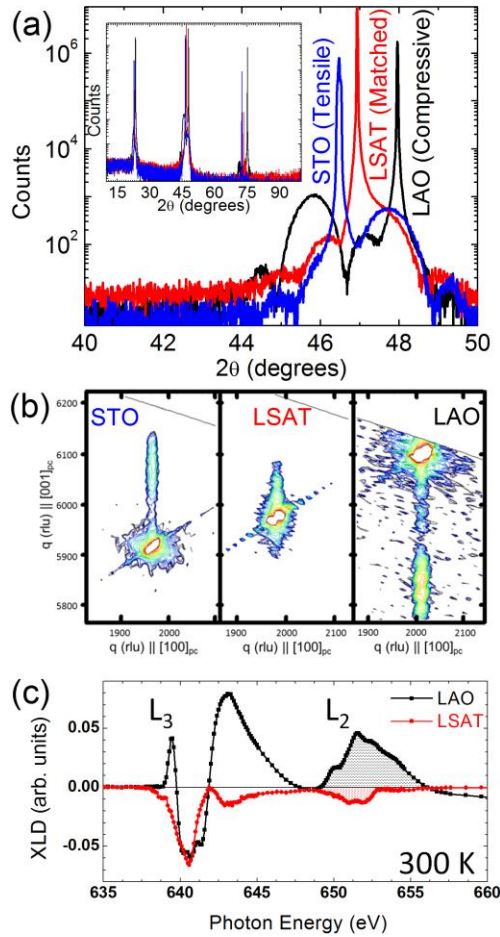 (a)
10^6
10^4
10^2
Counts
STO (Tensile)
LSAT (Matched)
LAO (Compressive)
Counts
15 30 45 60 75 90
2θ (degrees)
40 42 44 46 48 50
2θ (degrees)
(b)
STO LSAT LAO
6200
6100
6000
5900
5800
q (rlu) || [001]pc
1900 2000 1900 2000 2100 1900 2000 2100
q (rlu) || [100]pc q (rlu) || [100]pc q (rlu) || [100]pc
(c)
L3 L2
LAO
LSAT
0.05
0.00
-0.05
XLD (arb. units)
300 K
635 640 645 650 655 660
Photon Energy (eV)